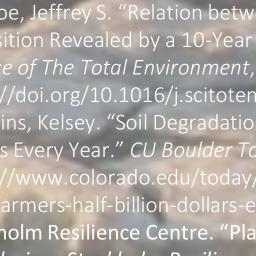 oe, Jeffrey S. “Relation betw
sition Revealed by a 10-Year
ce of The Total Environment,
//doi.org/10.1016/j.scitoten
ins, Kelsey. “Soil Degradatio
s Every Year.” CU Boulder To
//www.colorado.edu/today/
armers-half-billion-dollars-e
holm Resilience Centre. “Pla